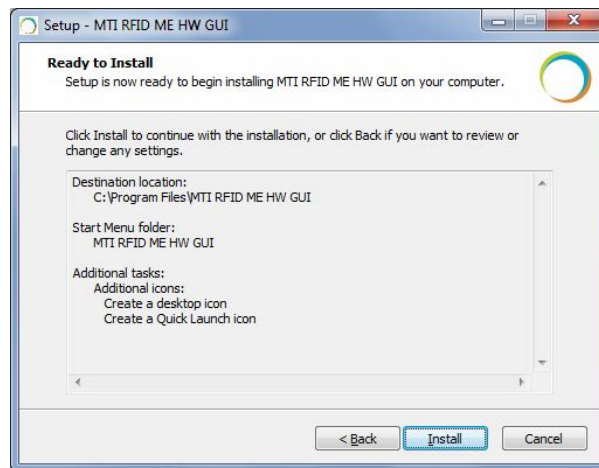 Setup - MTI RFID ME HW GUI
Ready to Install
Setup is now ready to begin installing MTI RFID ME HW GUI on your computer.
Click Install to continue with the installation, or click Back if you want to review or
change any settings.
Destination location:
C:\Program Files\MTI RFID ME HW GUI
Start Menu folder:
MTI RFID ME HW GUI
Additional tasks:
Additional icons:
Create a desktop icon
Create a Quick Launch icon
< Back
Install
Cancel